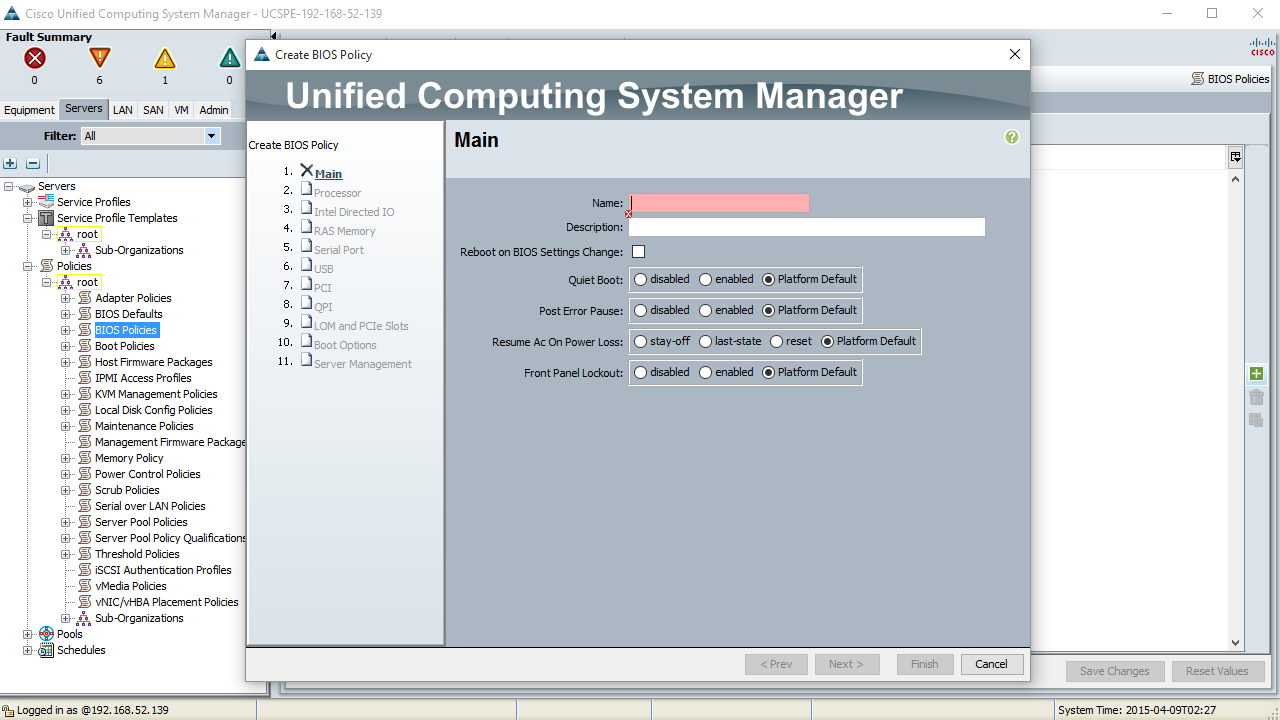 Cisco Unified Computing System Manager - UCSPE-192-168-52-139
Fault Summary
0 6 1 0
Equipment Servers LAN SAN VM Admin
Filter: All
Servers
Service Profiles
Service Profile Templates
root
Sub-Organizations
Policies
root
Adapter Policies
BIOS Defaults
BIOS Policies
Boot Policies
Host Firmware Packages
IPMI Access Profiles
KVM Management Policies
Local Disk Config Policies
Maintenance Policies
Management Firmware Package
Memory Policy
Power Control Policies
Scrub Policies
Serial over LAN Policies
Server Pool Policies
Server Pool Policy Qualifications
Threshold Policies
iSCSI Authentication Profiles
vMedia Policies
vNIC/vHBA Placement Policies
Sub-Organizations
Pools
Schedules
Create BIOS Policy
Unified Computing System Manager
Create BIOS Policy
1. Main
2. Processor
3. Intel Directed IO
4. RAS Memory
5. Serial Port
6. USB
7. PCI
8. QPI
9. LOM and PCIe Slots
10. Boot Options
11. Server Management
Main
?
Name:
Description:
Reboot on BIOS Settings Change:
Quiet Boot: disabled enabled Platform Default
Post Error Pause: disabled enabled Platform Default
Resume Ac On Power Loss: stay-off last-state reset Platform Default
Front Panel Lockout: disabled enabled Platform Default
< Prev Next > Finish Cancel
CISCO
BIOS Policies
Save Changes Reset Values
Logged in as @192.168.52.139
System Time: 2015-04-09T02:27